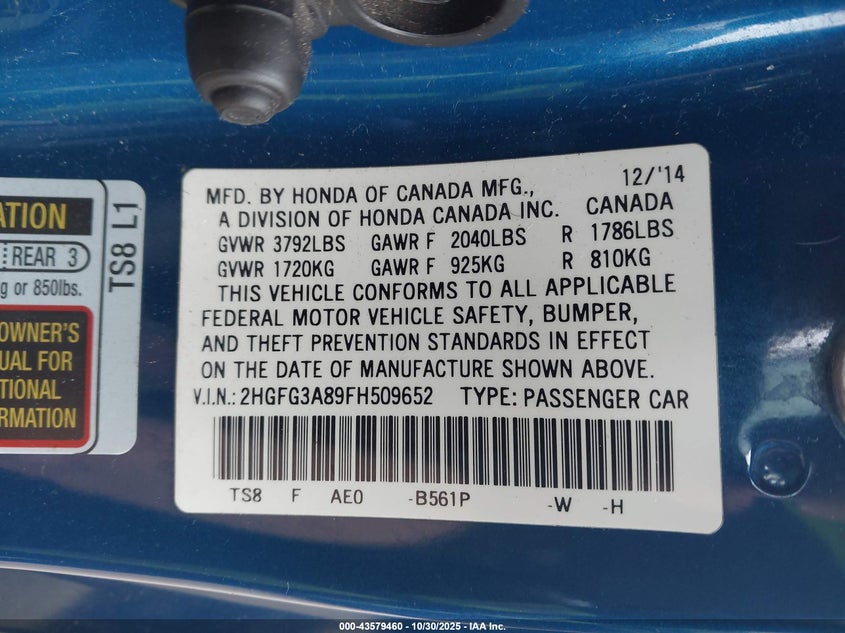 MFD. BY HONDA OF CANADA MFG., 12/'14
A DIVISION OF HONDA CANADA INC. CANADA
GVWR 3792LBS GAWR F 2040LBS R 1786LBS
GVWR 1720KG GAWR F 925KG R 810KG
THIS VEHICLE CONFORMS TO ALL APPLICABLE
FEDERAL MOTOR VEHICLE SAFETY, BUMPER,
AND THEFT PREVENTION STANDARDS IN EFFECT
ON THE DATE OF MANUFACTURE SHOWN ABOVE.
V.I.N.: 2HGFG3A89FH509652 TYPE: PASSENGER CAR
TS8 F AE0 -B561P -W -H
ATION
REAR 3
g or 850lbs.
OWNER'S
UAL FOR
TIONAL
ORMATION
TS8 L1
000-43579460 - 10/30/2025 - IAA Inc.